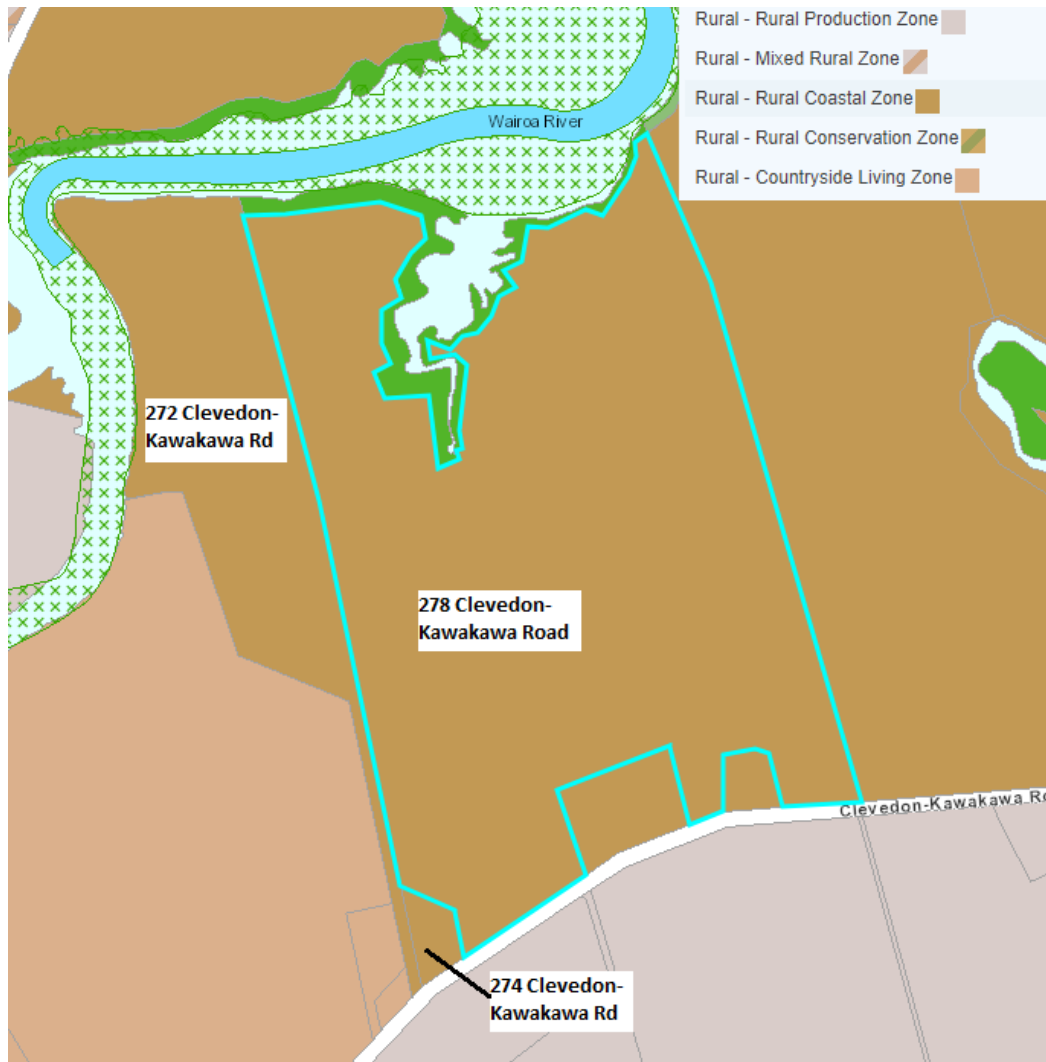 Rural - Rural Production Zone
Rural - Mixed Rural Zone
Rural - Rural Coastal Zone
Rural - Rural Conservation Zone
Rural - Countryside Living Zone
Wairoa River
272 Clevedon-
Kawakawa Rd
278 Clevedon-
Kawakawa Road
Clevedon-Kawakawa Ro
274 Clevedon-
Kawakawa Rd